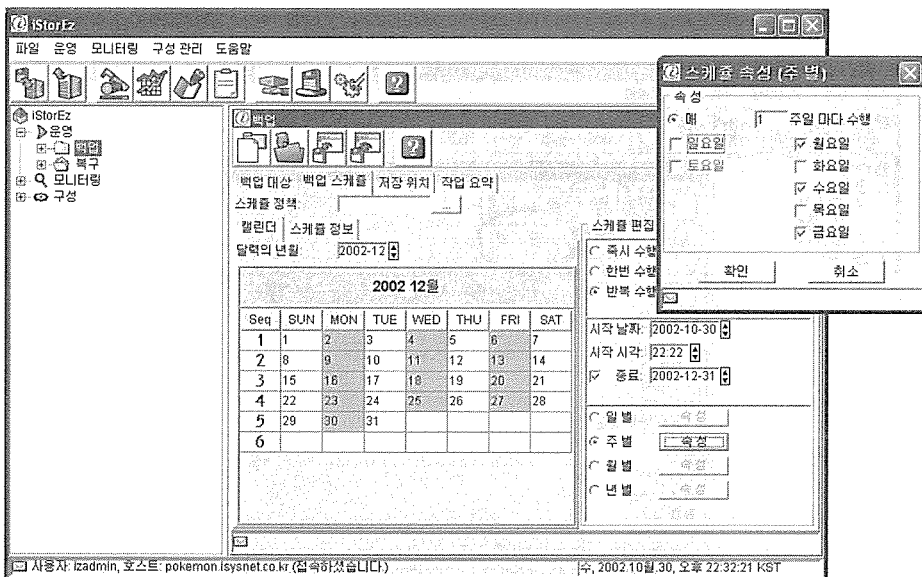 iStorEz
파일 운영 모니터링 구성 관리 도움말
iStorEz
운영
백업
복구
모니터링
구성
백업
백업 대상 백업 스케쥴 저장 위치 작업 요약
스케쥴 정책:
...
캘린더 스케쥴 정보
달력의 년월: 2002-12
2002 12월
Seq SUN MON TUE WED THU FRI SAT
1 1 2 3 4 5 6 7
2 8 9 10 11 12 13 14
3 15 16 17 18 19 20 21
4 22 23 24 25 26 27 28
5 29 30 31
6
스케쥴 편집
즉시 수행
한번 수행
반복 수행
시작 날짜: 2002-10-30
시작 시각: 22:22
종료: 2002-12-31
일 별 속성
주 별 속성
월 별 속성
년 별 속성
스케쥴 속성 (주 별)
속 성
매 1 주일 마다 수행
일요일 월요일
토요일 화요일
수요일
목요일
금요일
확인 취소
사용자: izadmin, 호스트: pokemon.isysnet.co.kr (접속하셨습니다.)
수, 2002.10월.30, 오후 22:32:21 KST